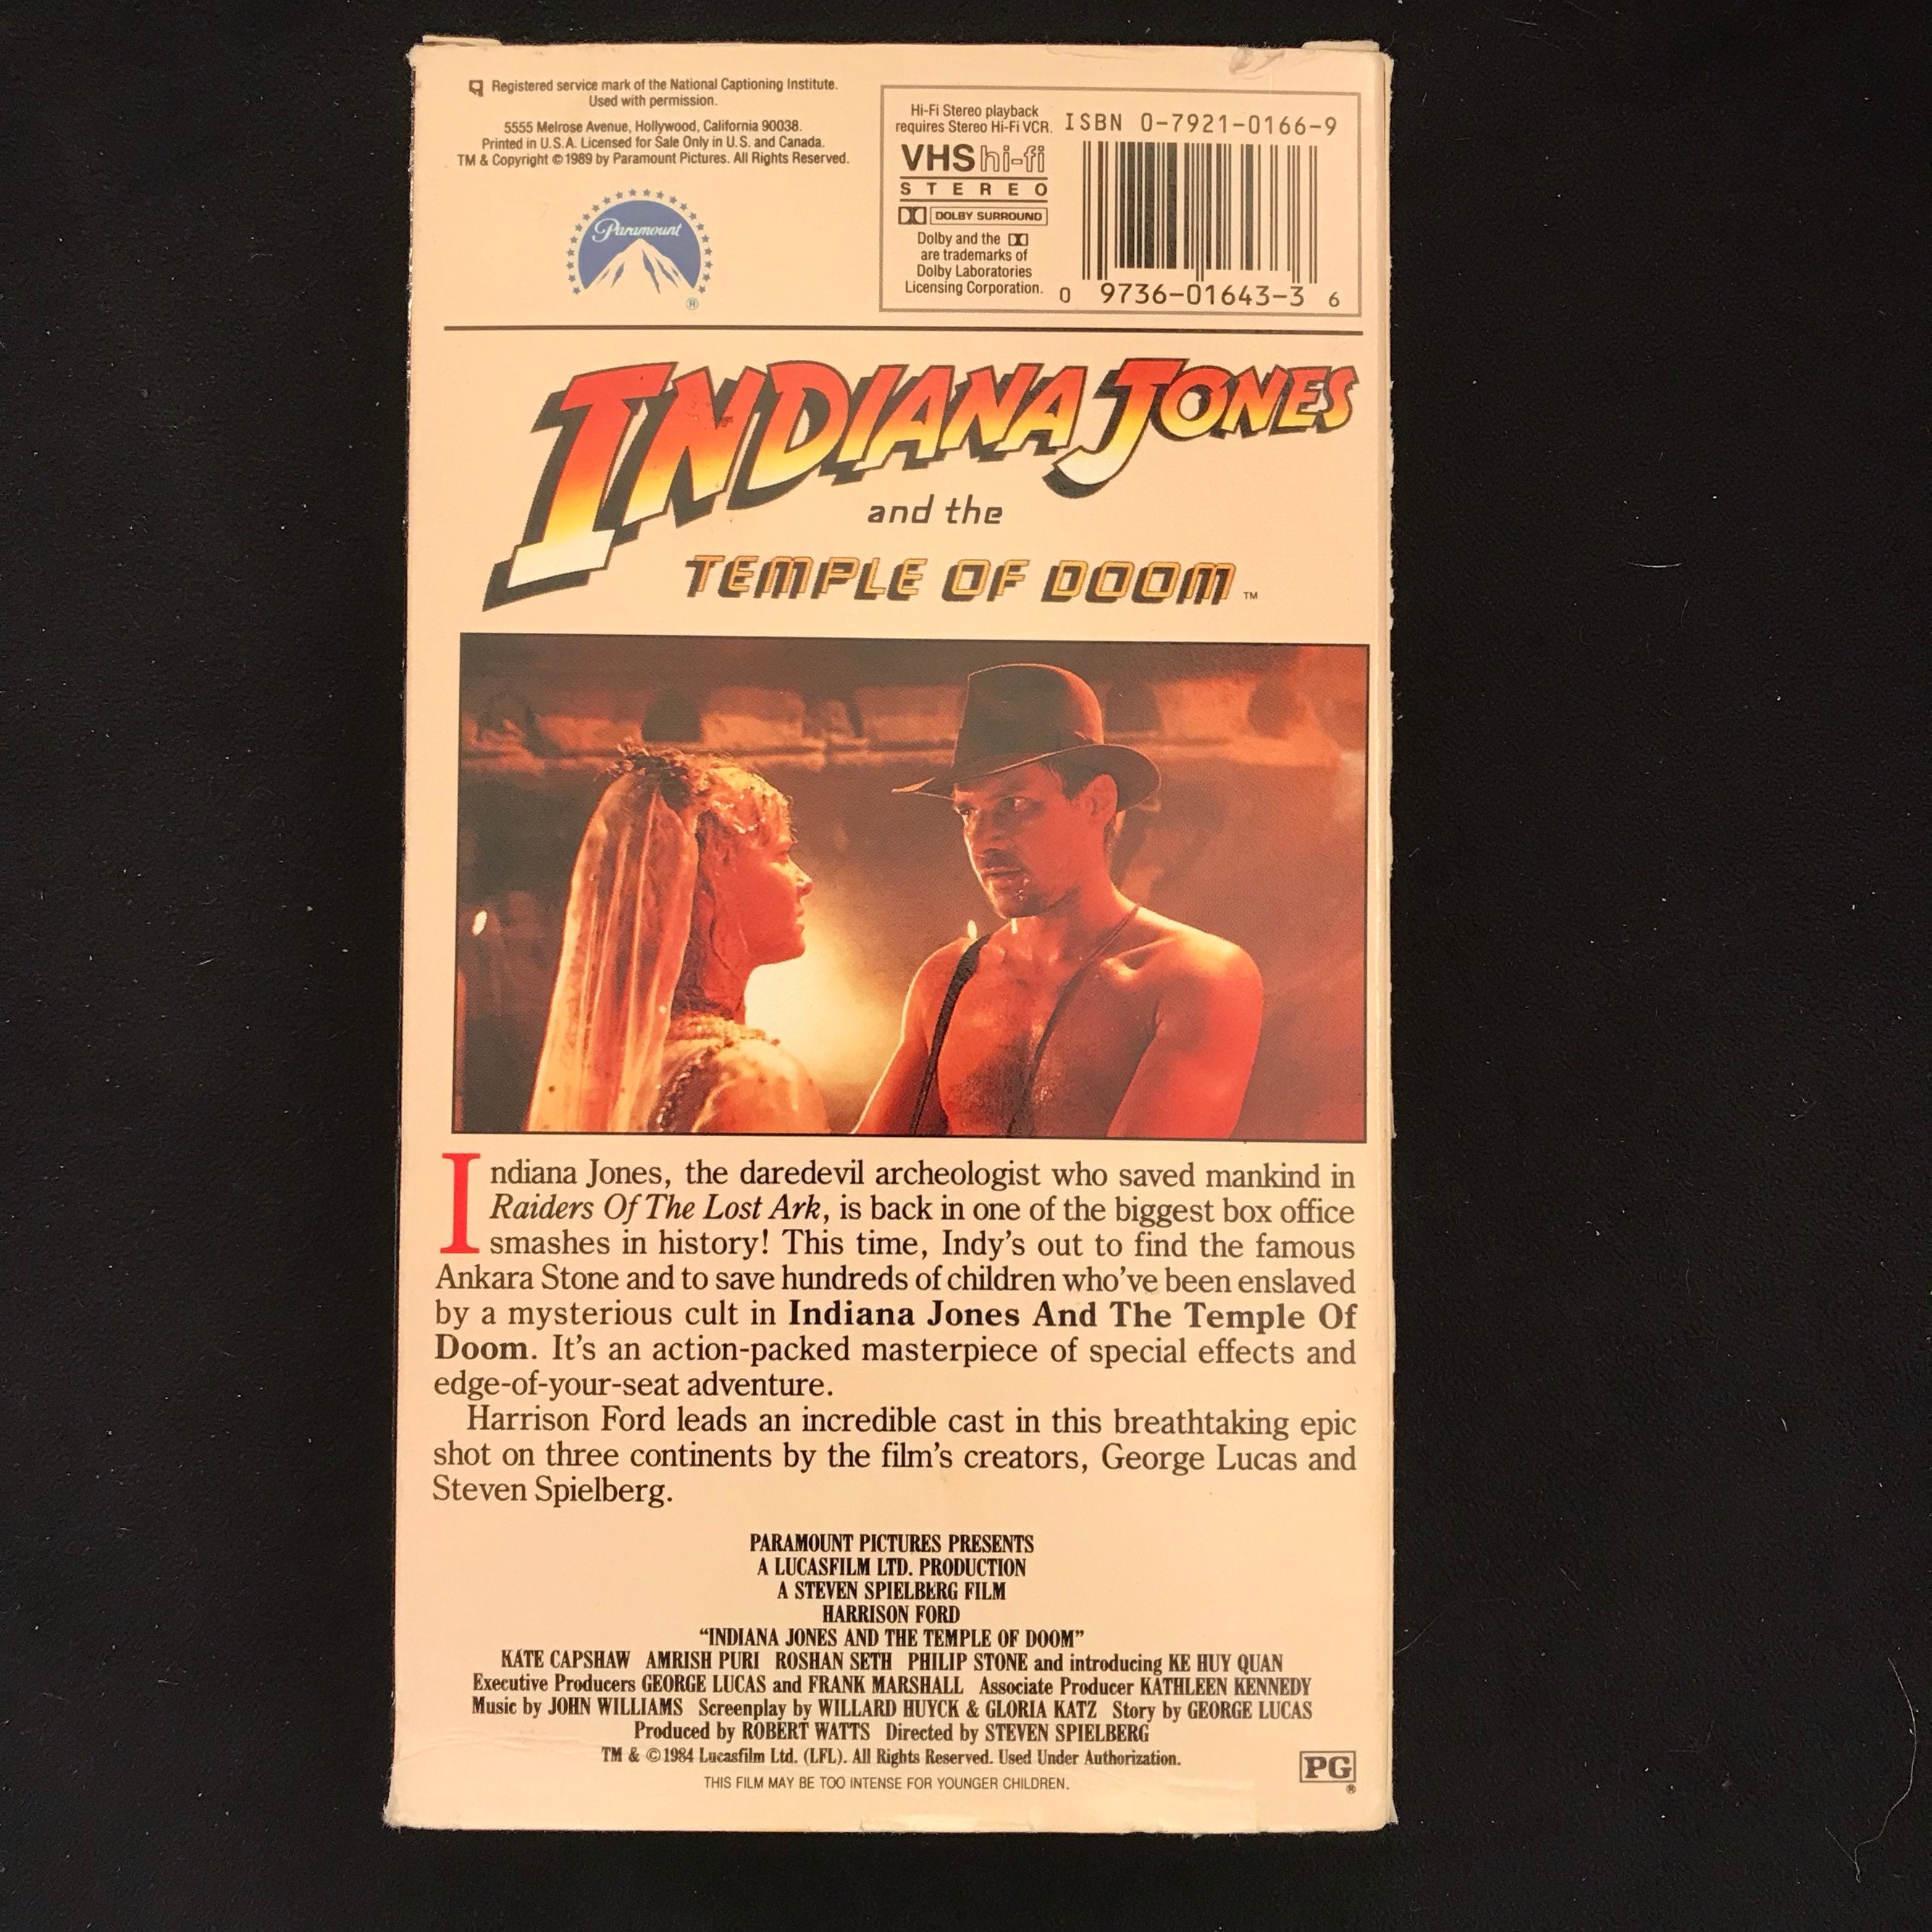 Registered service mark of the National Captioning Institute.
Used with permission.
5555 Melrose Avenue, Hollywood, California 90038.
Printed in U.S.A. Licensed for Sale Only in U.S. and Canada.
TM & Copyright © 1989 by Paramount Pictures. All Rights Reserved.
Paramount
®
Hi-Fi Stereo playback
requires Stereo Hi-Fi VCR.
VHS hi-fi
STEREO
DOLBY SURROUND
Dolby and the
are trademarks of
Dolby Laboratories
Licensing Corporation.
ISBN 0-7921-0166-9
0 9736-01643-3 6
INDIANA JONES
and the
TEMPLE OF DOOM ™
Indiana Jones, the daredevil archeologist who saved mankind in
Raiders Of The Lost Ark, is back in one of the biggest box office
smashes in history! This time, Indy's out to find the famous
Ankara Stone and to save hundreds of children who've been enslaved
by a mysterious cult in Indiana Jones And The Temple Of
Doom. It's an action-packed masterpiece of special effects and
edge-of-your-seat adventure.
Harrison Ford leads an incredible cast in this breathtaking epic
shot on three continents by the film's creators, George Lucas and
Steven Spielberg.
PARAMOUNT PICTURES PRESENTS
A LUCASFILM LTD. PRODUCTION
A STEVEN SPIELBERG FILM
HARRISON FORD
"INDIANA JONES AND THE TEMPLE OF DOOM"
KATE CAPSHAW AMRISH PURI ROSHAN SETH PHILIP STONE and introducing KE HUY QUAN
Executive Producers GEORGE LUCAS and FRANK MARSHALL Associate Producer KATHLEEN KENNEDY
Music by JOHN WILLIAMS Screenplay by WILLARD HUYCK & GLORIA KATZ Story by GEORGE LUCAS
Produced by ROBERT WATTS Directed by STEVEN SPIELBERG
TM & © 1984 Lucasfilm Ltd. (LFL). All Rights Reserved. Used Under Authorization.
THIS FILM MAY BE TOO INTENSE FOR YOUNGER CHILDREN.
PG
®